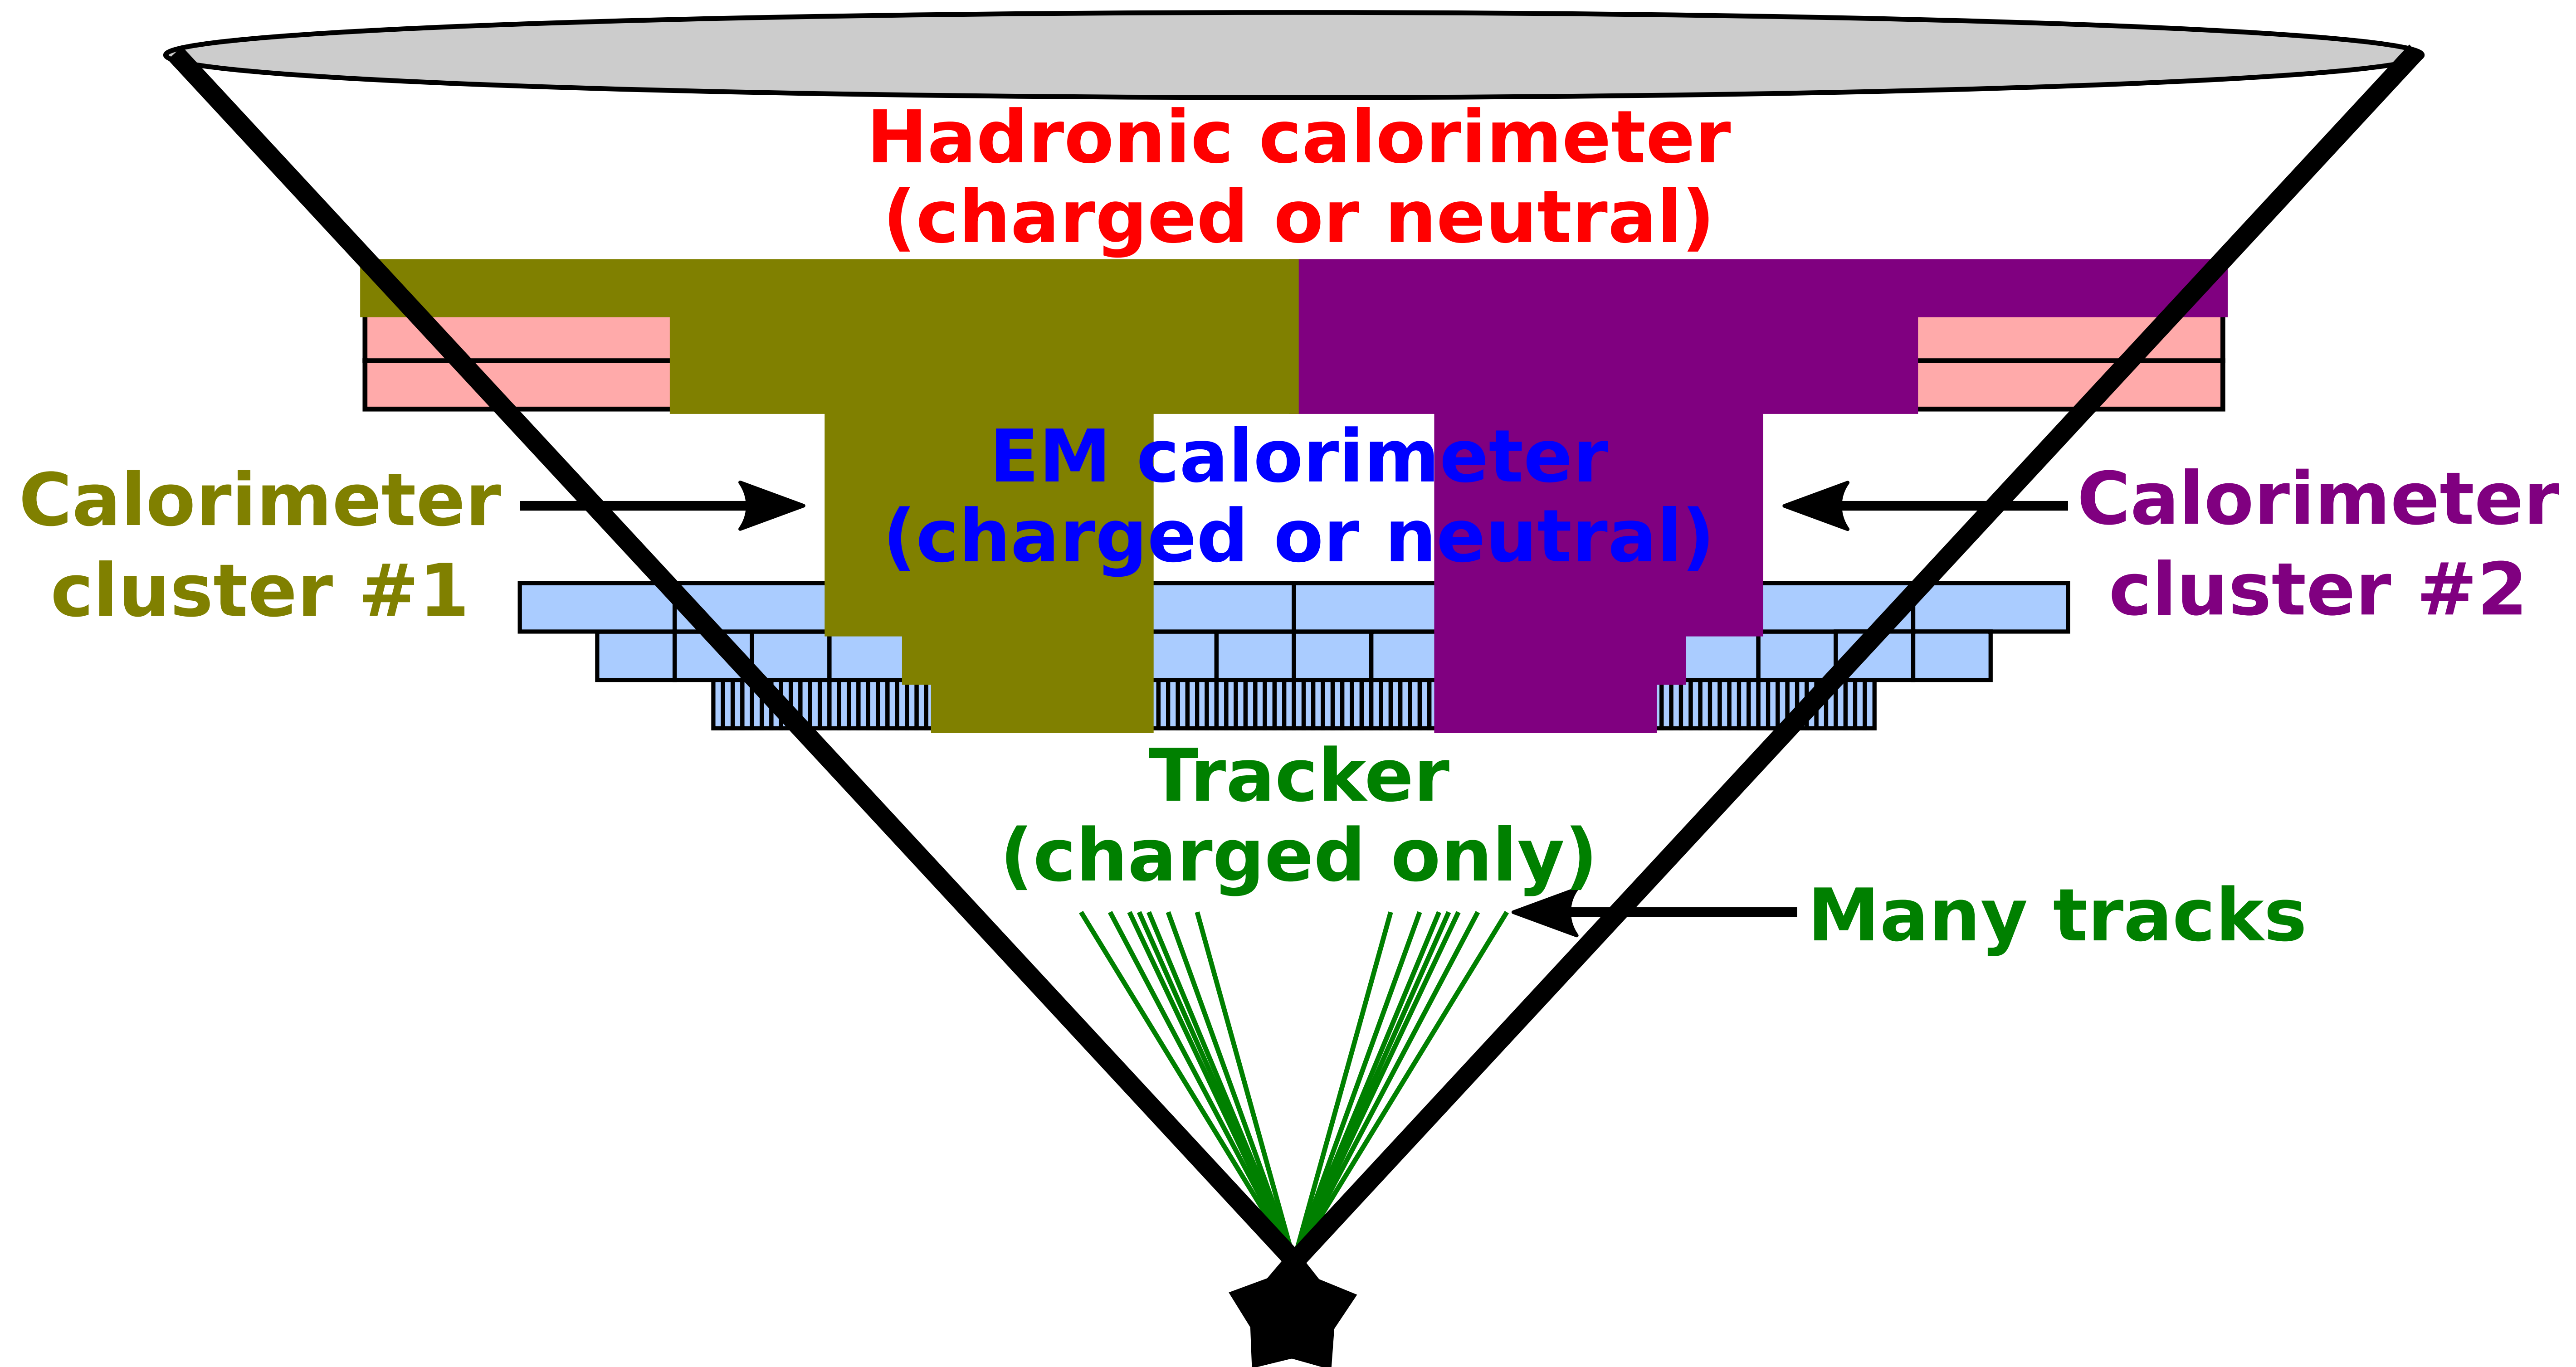 Hadronic calorimeter
(charged or neutral)
EM calorimeter
(charged or neutral)
Calorimeter
cluster #1
Calorimeter
cluster #2
Tracker
(charged only)
Many tracks